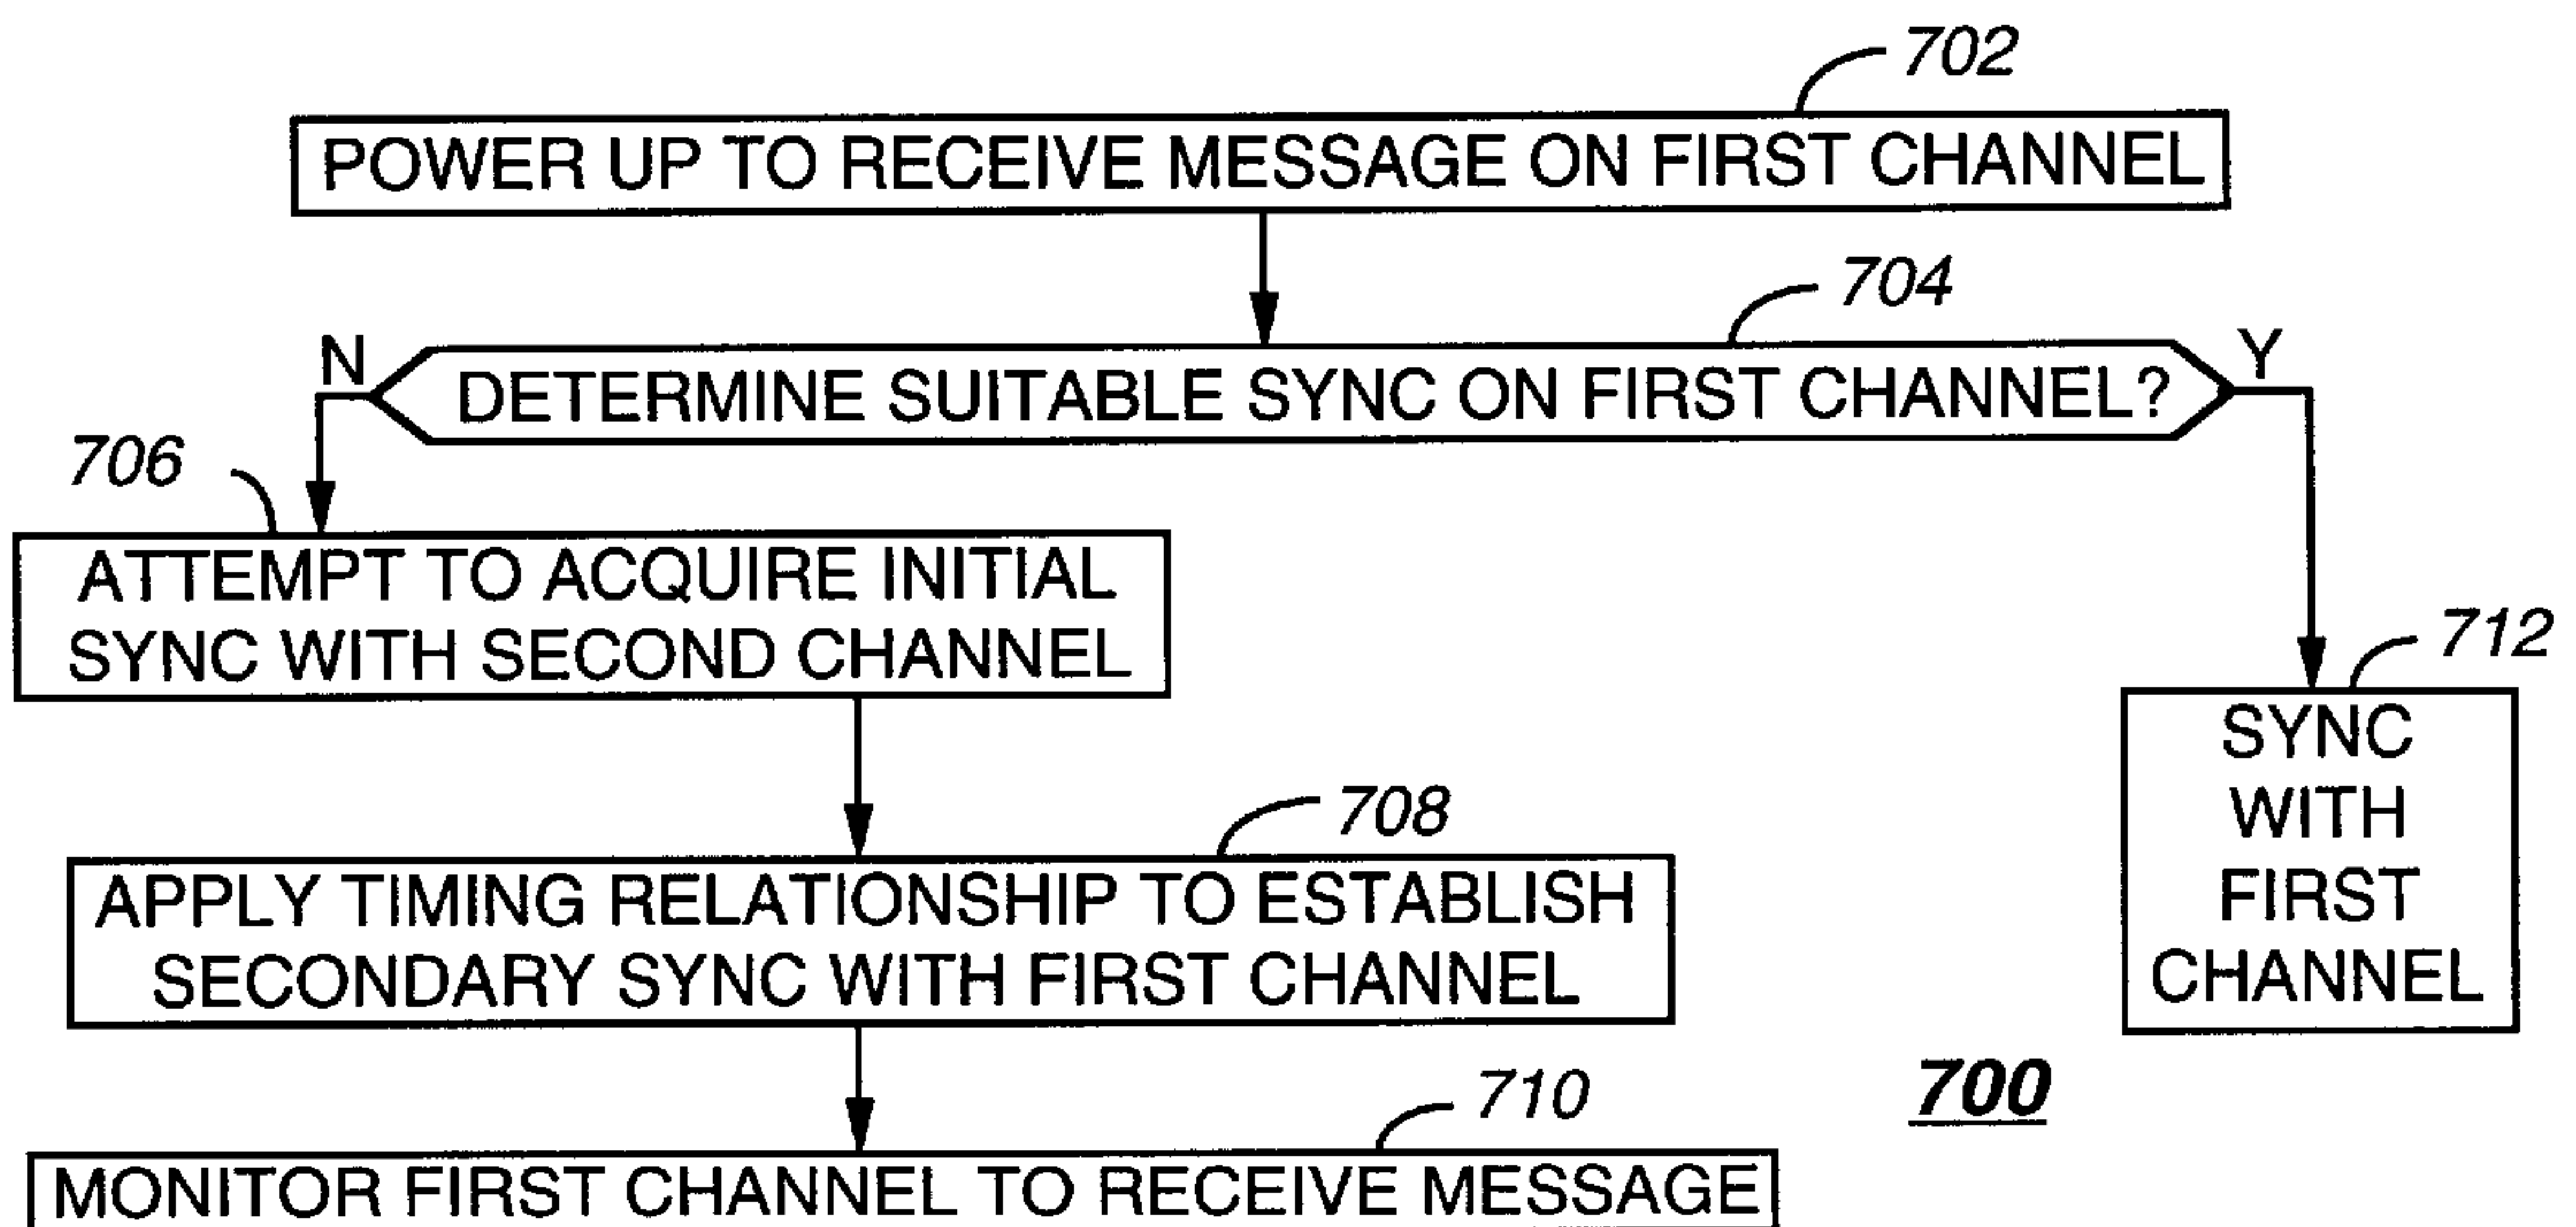 702
POWER UP TO RECEIVE MESSAGE ON FIRST CHANNEL
704
N
Y
DETERMINE SUITABLE SYNC ON FIRST CHANNEL?
706
ATTEMPT TO ACQUIRE INITIAL
SYNC WITH SECOND CHANNEL
712
SYNC
WITH
FIRST
CHANNEL
708
APPLY TIMING RELATIONSHIP TO ESTABLISH
SECONDARY SYNC WITH FIRST CHANNEL
700
710
MONITOR FIRST CHANNEL TO RECEIVE MESSAGE